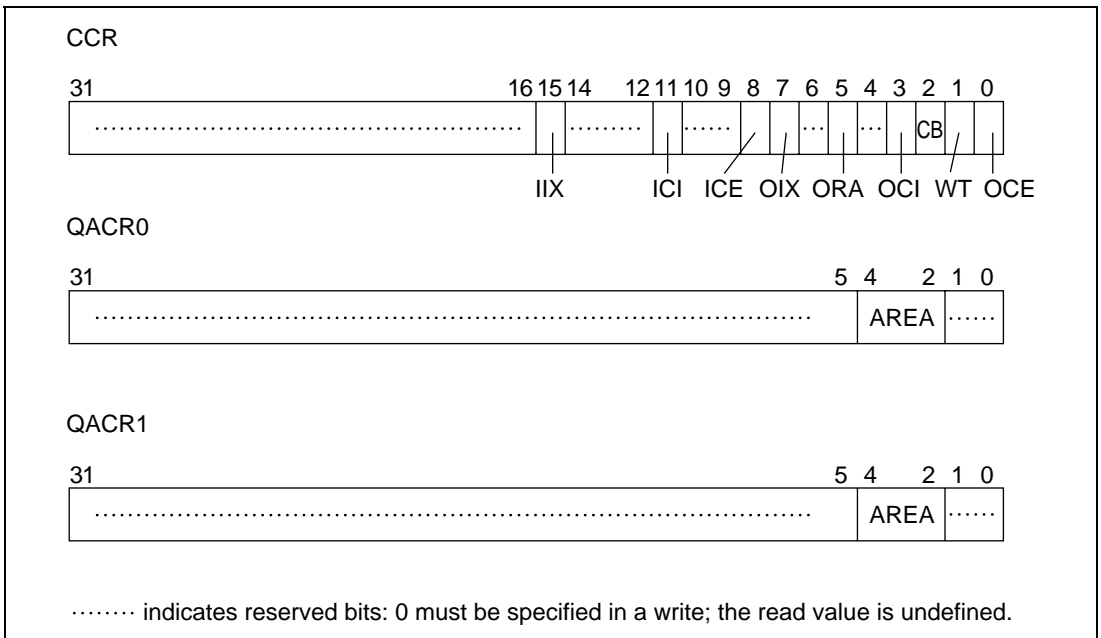 CCR
31 16 15 14 12 11 10 9 8 7 6 5 4 3 2 1 0
CB
IIX ICI ICE OIX ORA OCI WT OCE
QACR0
31 5 4 2 1 0
AREA
QACR1
31 5 4 2 1 0
AREA
········ indicates reserved bits: 0 must be specified in a write; the read value is undefined.